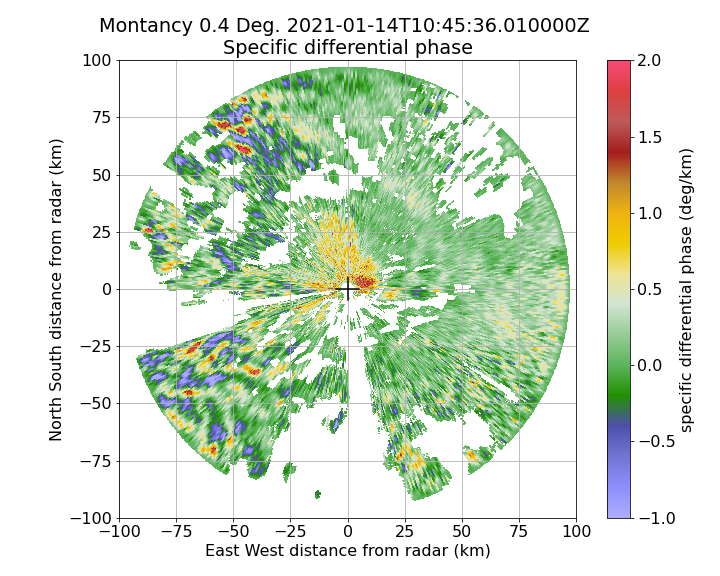 Montancy 0.4 Deg. 2021-01-14T10:45:36.010000Z
Specific differential phase
100
75
50
25
0
−25
−50
−75
−100
North South distance from radar (km)
−100 −75 −50 −25 0 25 50 75 100
East West distance from radar (km)
2.0
1.5
1.0
0.5
0.0
−0.5
−1.0
specific differential phase (deg/km)